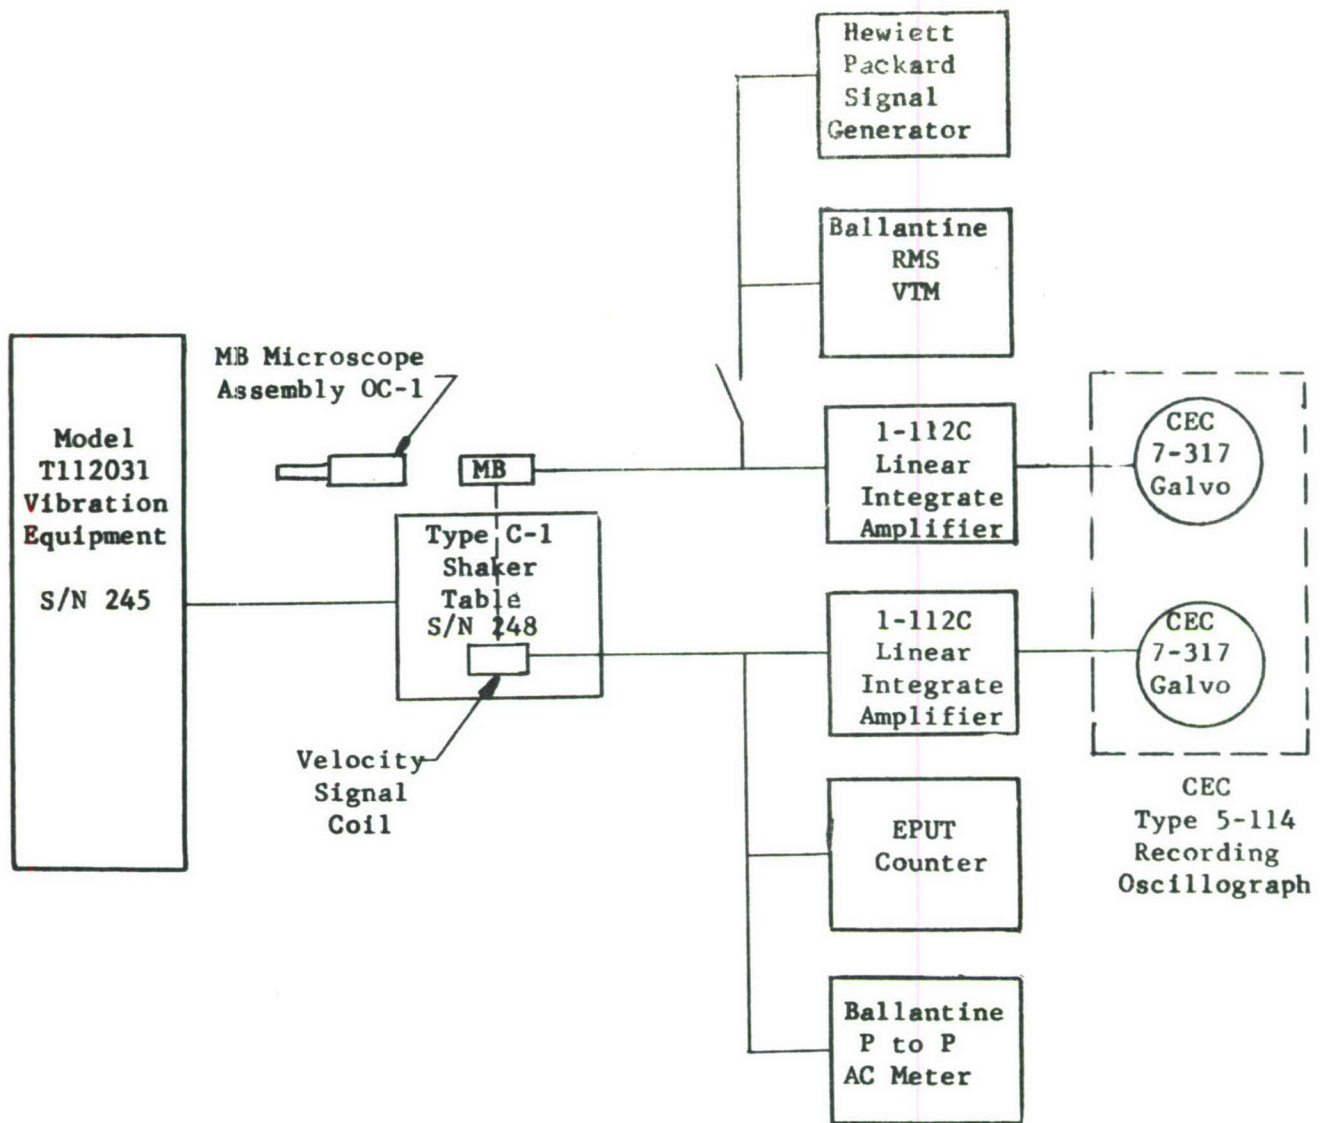 Hewlett
Packard
Signal
Generator
Ballantine
RMS
VTM
MB Microscope
Assembly OC-1
Model
T112031
Vibration
Equipment
S/N 245
MB
1-112C
Linear
Integrate
Amplifier
CEC
7-317
Galvo
Type C-1
Shaker
Table
S/N 248
1-112C
Linear
Integrate
Amplifier
CEC
7-317
Galvo
Velocity
Signal
Coil
EPUT
Counter
CEC
Type 5-114
Recording
Oscillograph
Ballantine
P to P
AC Meter